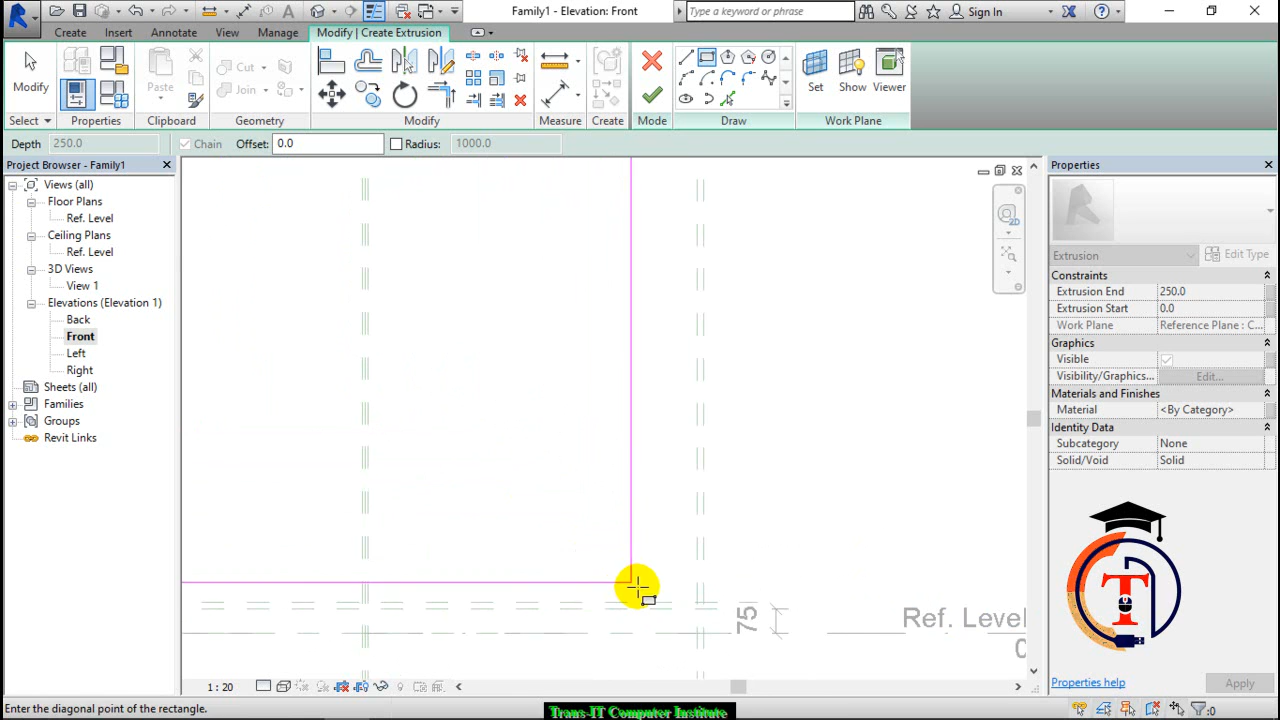 Family1 - Elevation: Front
Type a keyword or phrase
Sign In
Create
Insert
Annotate
View
Manage
Modify | Create Extrusion
Modify
Paste
Cut
Join
Set
Show
Viewer
Select
Properties
Clipboard
Geometry
Modify
Measure
Create
Mode
Draw
Work Plane
Depth
250.0
Chain
Offset:
0.0
Radius:
1000.0
Project Browser - Family1
Views (all)
Floor Plans
Ref. Level
Ceiling Plans
Ref. Level
3D Views
View 1
Elevations (Elevation 1)
Back
Front
Left
Right
Sheets (all)
Families
Groups
Revit Links
75
Ref. Level
0
2D
Properties
Extrusion
Edit Type
Constraints
Extrusion End
250.0
Extrusion Start
0.0
Work Plane
Reference Plane : C...
Graphics
Visible
Visibility/Graphics...
Edit...
Materials and Finishes
Material
<By Category>
Identity Data
Subcategory
None
Solid/Void
Solid
T
Properties help
Apply
1 : 20
Enter the diagonal point of the rectangle.
Trans-IT Computer Institute
:0